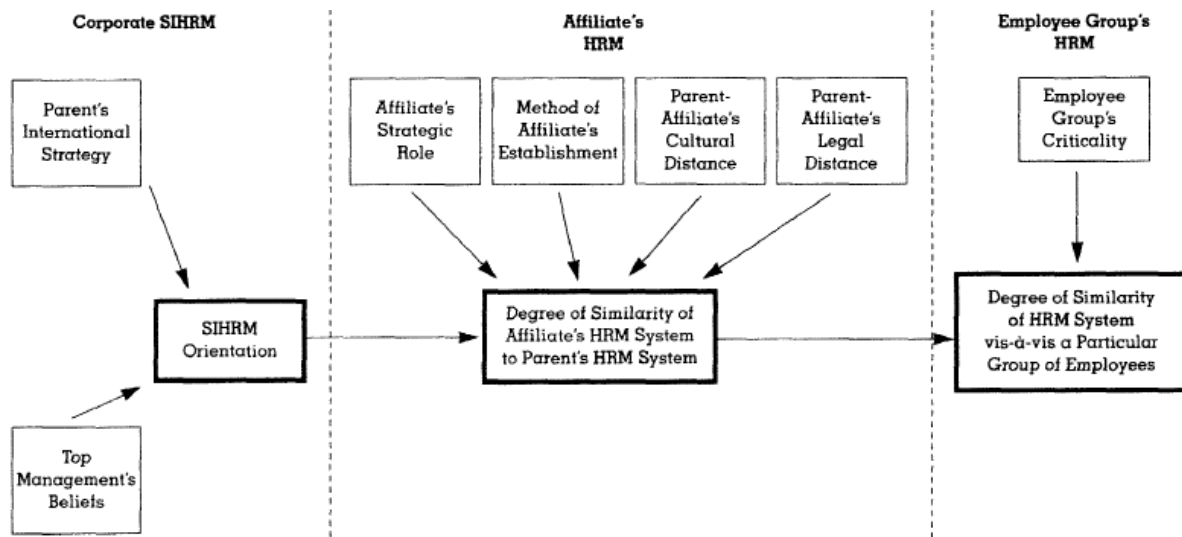 Corporate SIHRM
Affiliate's
HRM
Employee Group's
HRM
Parent's
International
Strategy
Affiliate's
Strategic
Role
Method of
Affiliate's
Establishment
Parent-
Affiliate's
Cultural
Distance
Parent-
Affiliate's
Legal
Distance
Employee
Group's
Criticality
SIHRM
Orientation
Degree of Similarity of
Affiliate's HRM System
to Parent's HRM System
Degree of Similarity
of HRM System
vis-à-vis a Particular
Group of Employees
Top
Management's
Beliefs